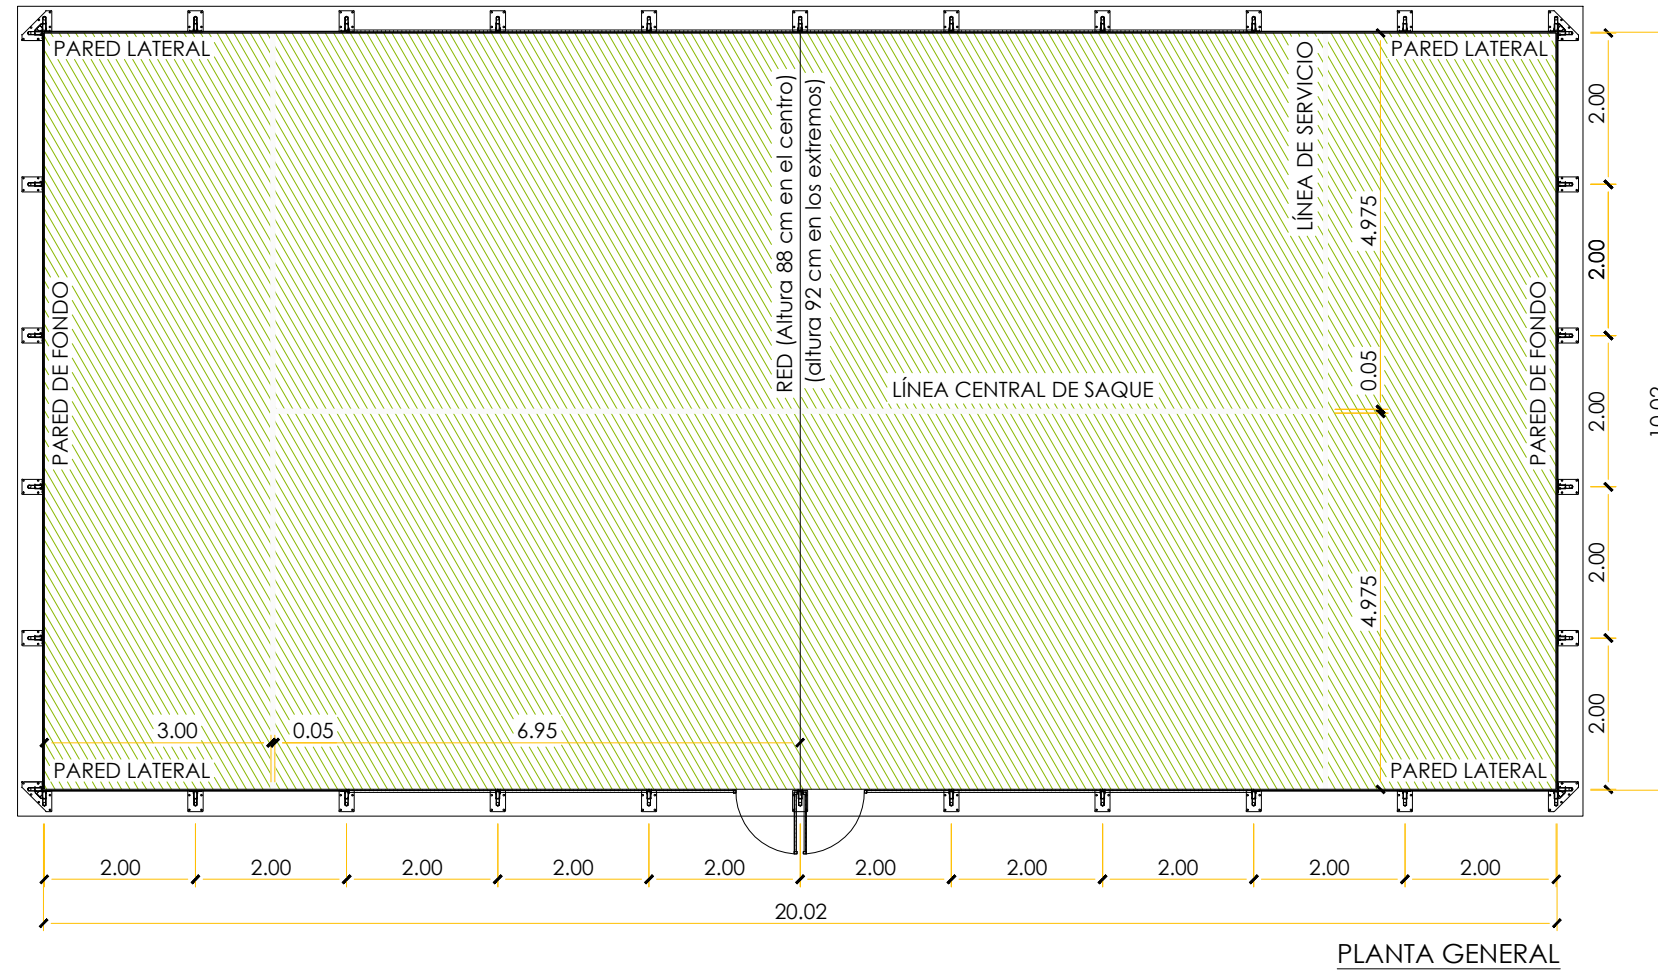 PARED LATERAL
PARED LATERAL
LÍNEA DE SERVICIO
RED (Altura 88 cm en el centro)
(altura 92 cm en los extremos)
4.975
2.00
2.00
PARED DE FONDO
PARED DE FONDO
LÍNEA CENTRAL DE SAQUE
0.05
2.00
10.02
2.00
4.975
2.00
3.00
0.05
6.95
PARED LATERAL
PARED LATERAL
2.00
2.00
2.00
2.00
2.00
2.00
2.00
2.00
2.00
2.00
20.02
PLANTA GENERAL